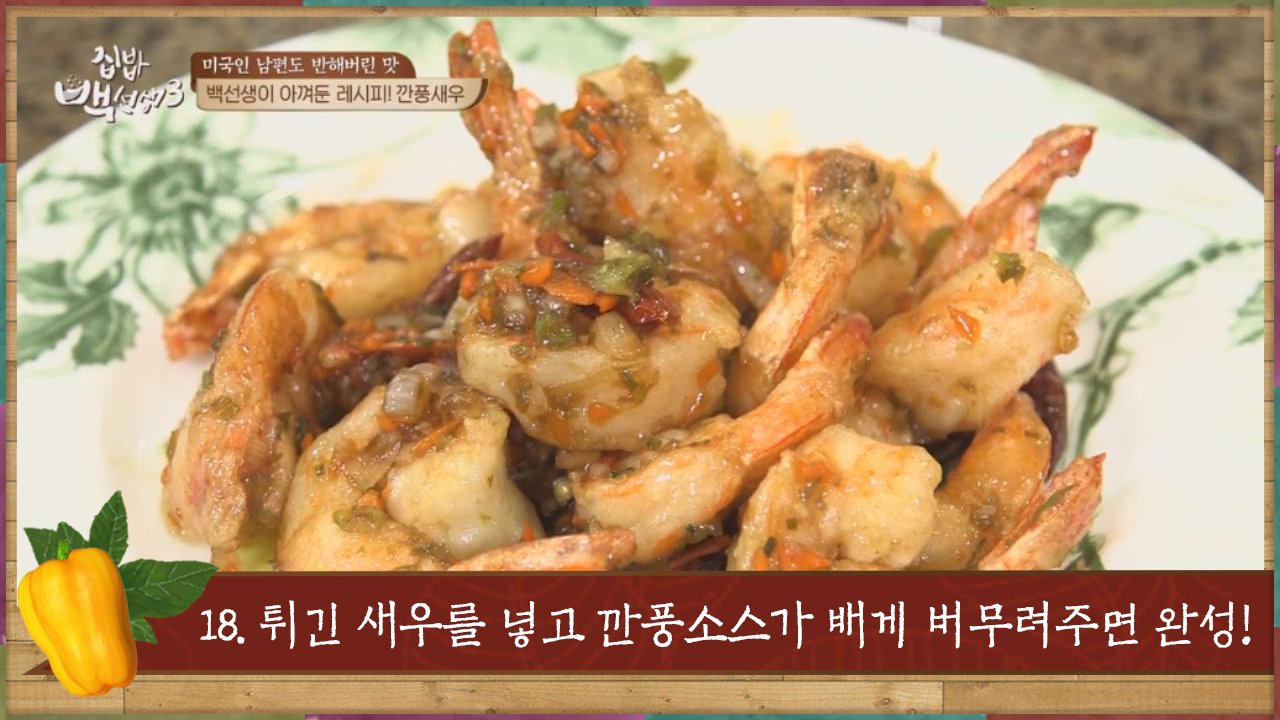 집밥
백선생3
미국인 남편도 반해버린 맛
백선생이 아껴둔 레시피! 깐풍새우
18. 튀긴 새우를 넣고 깐풍소스가 배게 버무려주면 완성!